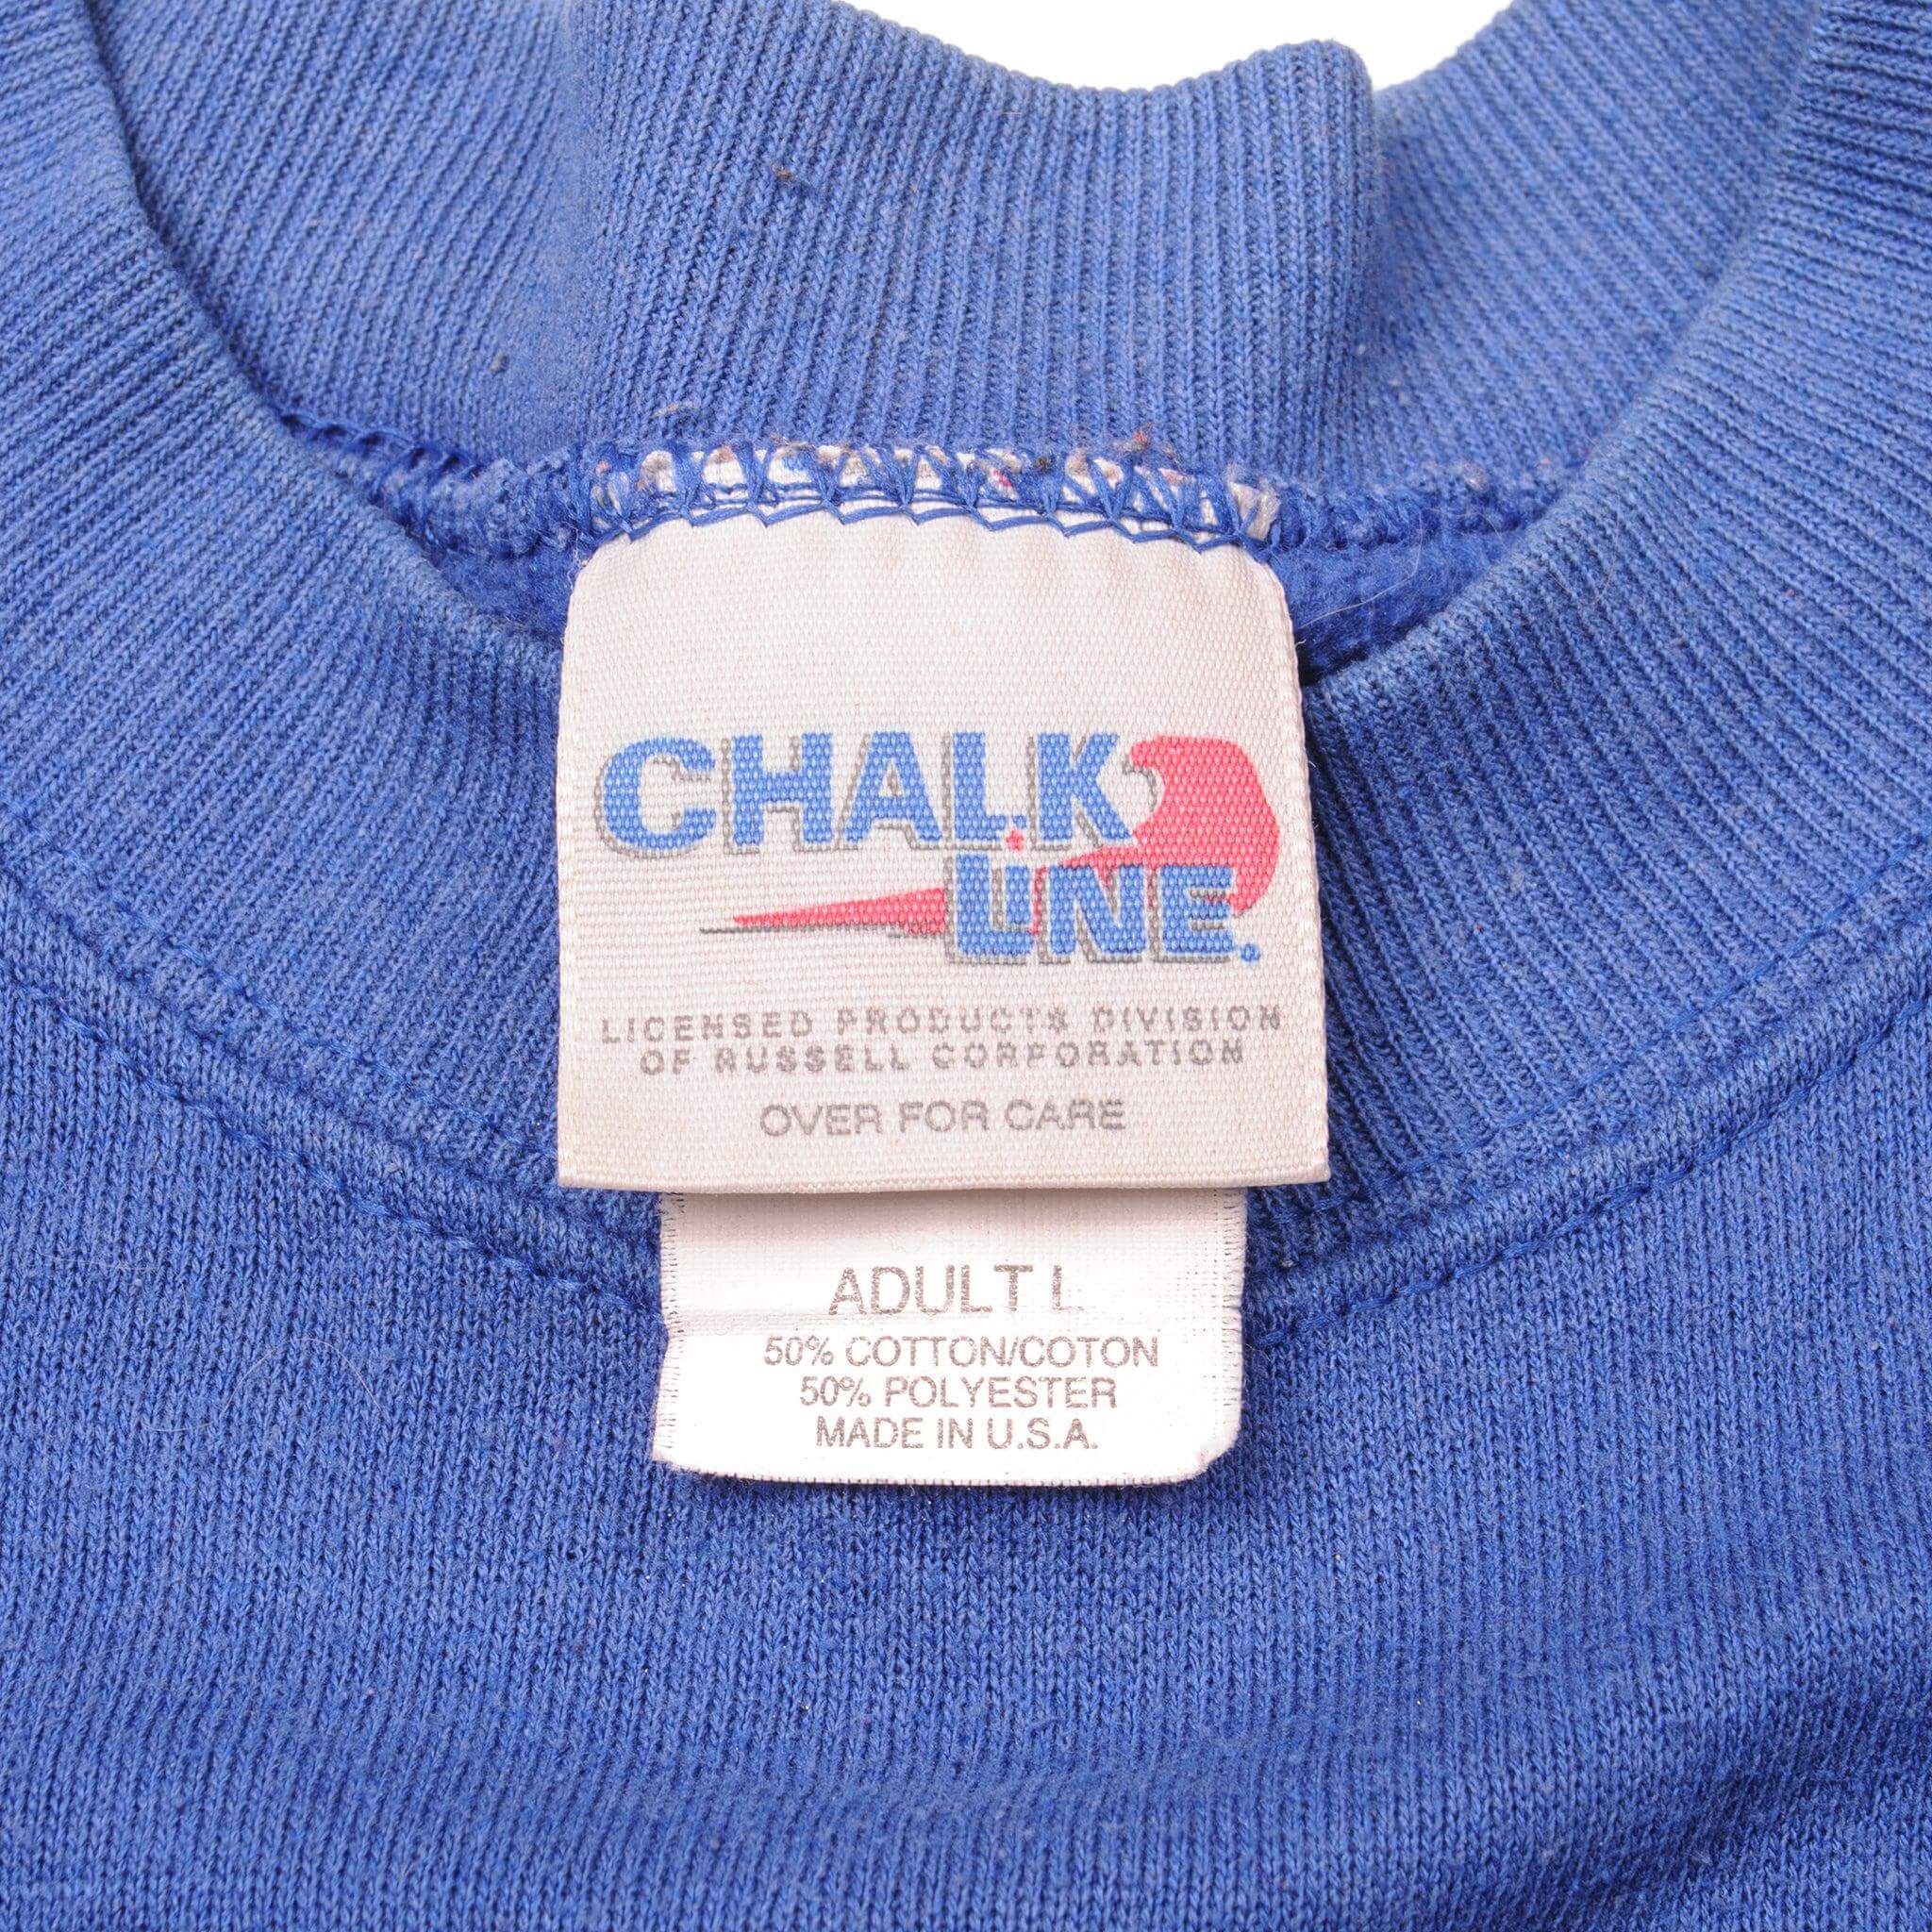 CHALK
LiNE.
LICENSED PRODUCTS DIVISION
OF RUSSELL CORPORATION
OVER FOR CARE
ADULT L
50% COTTON/COTON
50% POLYESTER
MADE IN U.S.A.